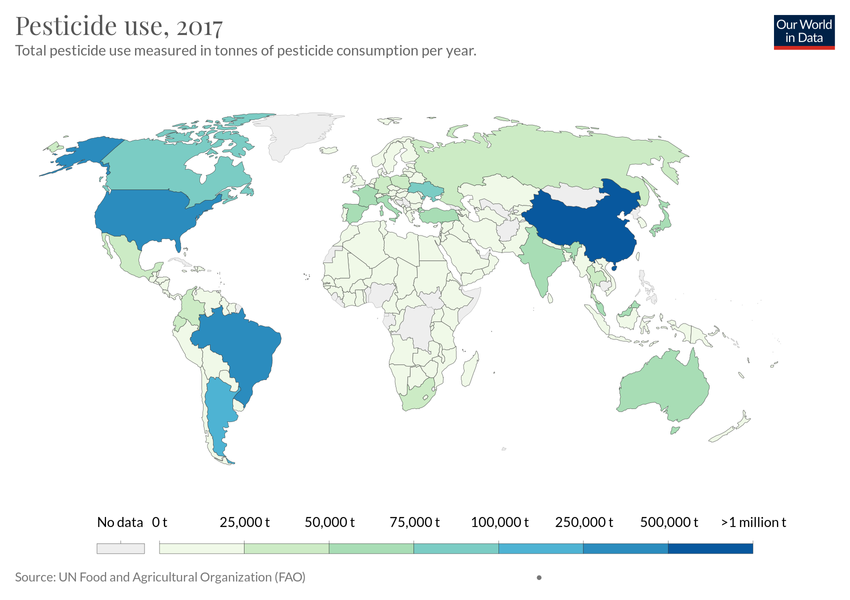 Pesticide use, 2017
Total pesticide use measured in tonnes of pesticide consumption per year.
Our World
in Data
No data 0 t 25,000 t 50,000 t 75,000 t 100,000 t 250,000 t 500,000 t >1 million t
Source: UN Food and Agricultural Organization (FAO) •